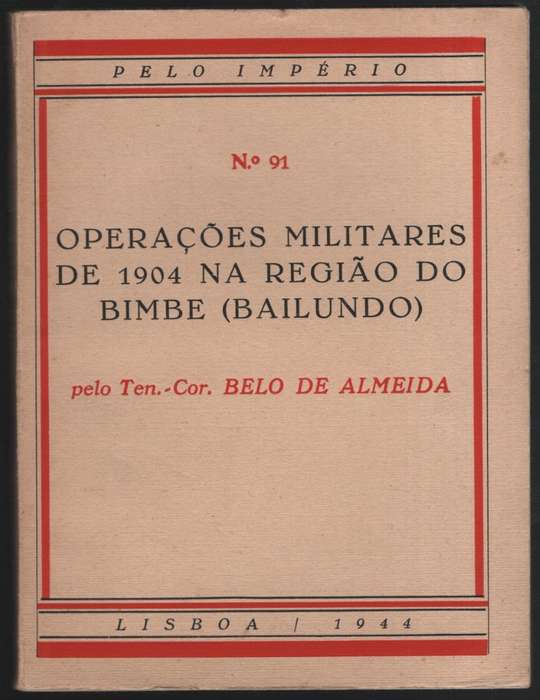 PELO IMPÉRIO
N.º 91
OPERAÇÕES MILITARES
DE 1904 NA REGIÃO DO
BIMBE (BAILUNDO)
pelo Ten.-Cor. BELO DE ALMEIDA
LISBOA / 1944